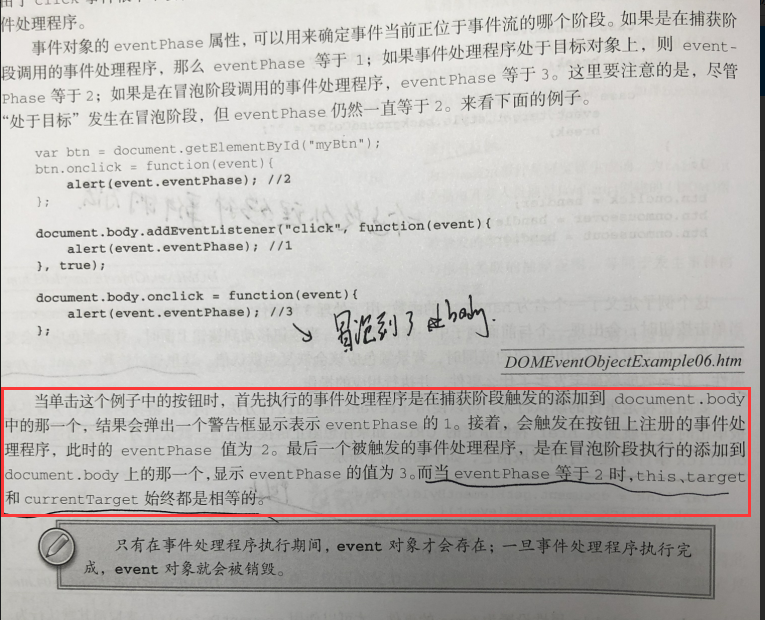 件处理程序。
事件对象的 eventPhase 属性，可以用来确定事件当前正位于事件流的哪个阶段。如果是在捕获阶
段调用的事件处理程序，那么 eventPhase 等于 1；如果事件处理程序处于目标对象上，则 event-
Phase 等于 2；如果是在冒泡阶段调用的事件处理程序，eventPhase 等于 3。这里要注意的是，尽管
“处于目标”发生在冒泡阶段，但 eventPhase 仍然一直等于 2。来看下面的例子。
var btn = document.getElementById("myBtn");
btn.onclick = function(event){
alert(event.eventPhase); //2
};
document.body.addEventListener("click", function(event){
alert(event.eventPhase); //1
}, true);
document.body.onclick = function(event){
alert(event.eventPhase); //3
};
冒泡到了 body.
DOMEventObjectExample06.htm
当单击这个例子中的按钮时，首先执行的事件处理程序是在捕获阶段触发的添加到 document.body
中的那一个，结果会弹出一个警告框显示表示 eventPhase 的 1。接着，会触发在按钮上注册的事件处
理程序，此时的 eventPhase 值为 2。最后一个被触发的事件处理程序，是在冒泡阶段执行的添加到
document.body 上的那一个，显示 eventPhase 的值为 3。而当 eventPhase 等于 2 时，this、target
和 currentTarget 始终都是相等的。
只有在事件处理程序执行期间，event 对象才会存在；一旦事件处理程序执行完
成，event 对象就会被销毁。